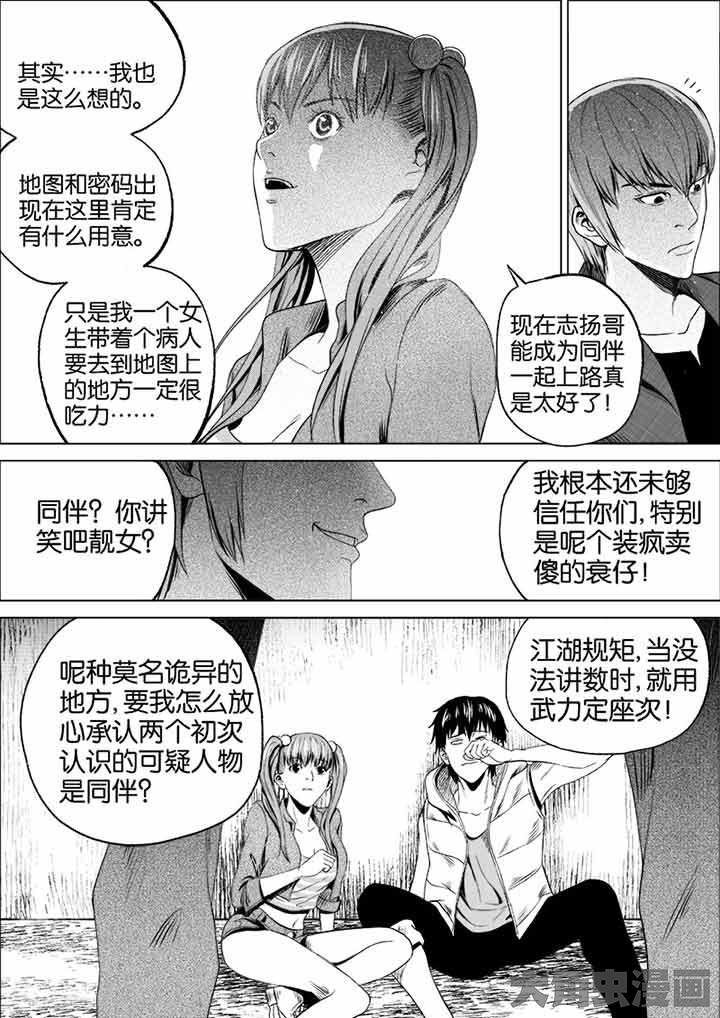 其实……我也
是这么想的。
地图和密码出
现在这里肯定
有什么用意。
只是我一个女
生带着个病人
要去到地图上
的地方一定很
吃力……
现在志扬哥
能成为同伴
一起上路真
是太好了！
同伴？你讲
笑吧靓女？
我根本还未够
信任你们，特别
是呢个装疯卖
傻的衰仔！
呢种莫名诡异的
地方，要我怎么放
心承认两个初次
认识的可疑人物
是同伴？
江湖规矩，当没
法讲数时，就用
武力定座次！
大角虫漫画